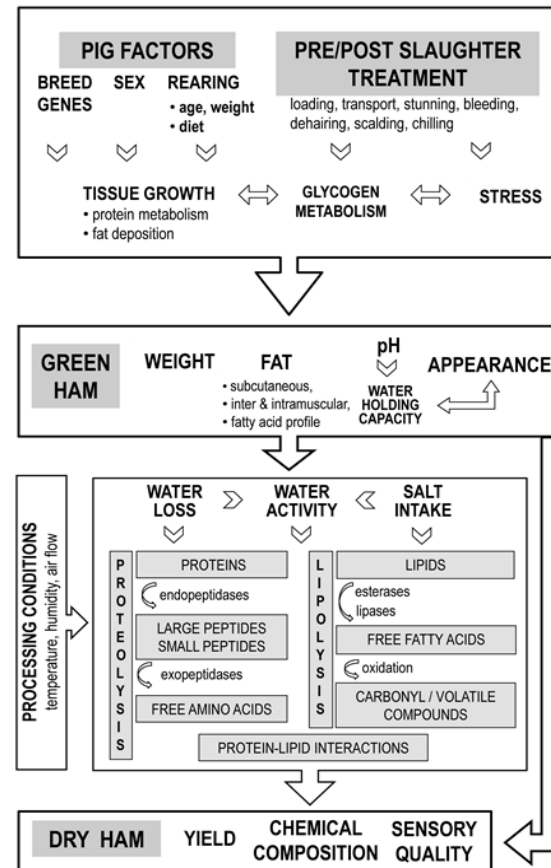 PIG FACTORS
BREED
GENES
SEX
REARING
• age, weight
• diet
PRE/POST SLAUGHTER
TREATMENT
loading, transport, stunning, bleeding,
dehairing, scalding, chilling
TISSUE GROWTH
• protein metabolism
• fat deposition
GLYCOGEN
METABOLISM
STRESS
GREEN
HAM
WEIGHT
FAT
• subcutaneous,
• inter & intramuscular,
• fatty acid profile
pH
WATER
HOLDING
CAPACITY
APPEARANCE
PROCESSING CONDITIONS
temperature, humidity, air flow
WATER
LOSS
WATER
ACTIVITY
SALT
INTAKE
PROTEOLYSIS
PROTEINS
endopeptidases
LARGE PEPTIDES
SMALL PEPTIDES
exopeptidases
FREE AMINO ACIDS
LIPOLYSIS
LIPIDS
esterases
lipases
FREE FATTY ACIDS
oxidation
CARBONYL / VOLATILE
COMPOUNDS
PROTEIN-LIPID INTERACTIONS
DRY HAM
YIELD
CHEMICAL
COMPOSITION
SENSORY
QUALITY